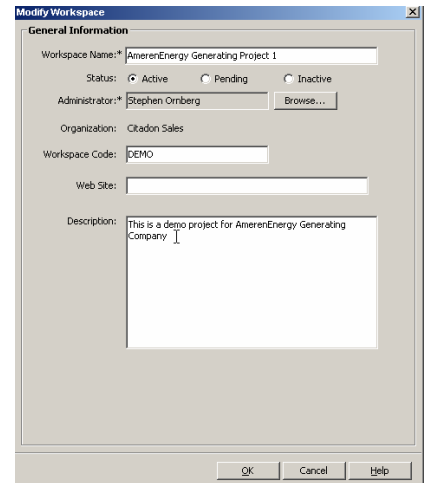 Modify Workspace
General Information
Workspace Name:* AmerenEnergy Generating Project 1
Status: Active Pending Inactive
Administrator:* Stephen Ornberg Browse...
Organization: Citadon Sales
Workspace Code: DEMO
Web Site:
Description: This is a demo project for AmerenEnergy Generating
Company
OK Cancel Help